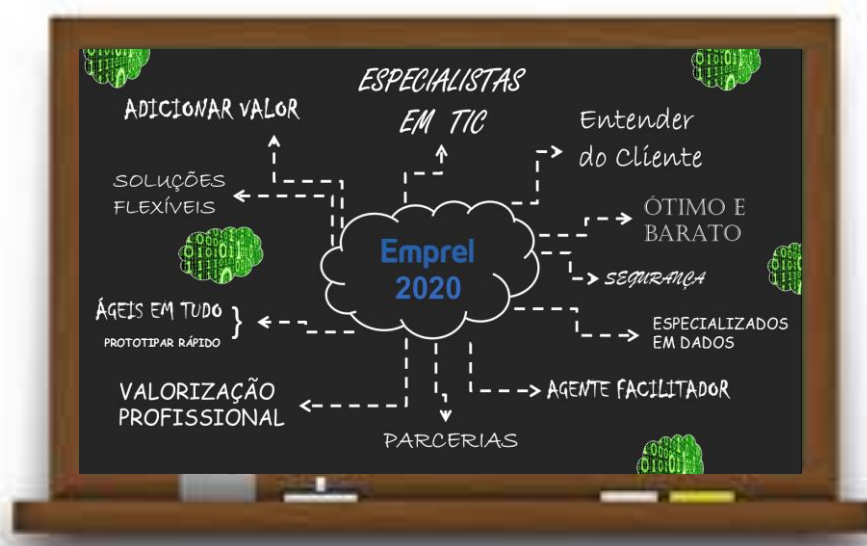 ESPECIALISTAS
EM TIC
ADICIONAR VALOR
Entender
do Cliente
SOLUÇÕES
FLEXÍVEIS
ÓTIMO E
BARATO
Emprel
2020
SEGURANÇA
ÁGEIS EM TUDO
PROTOTIPAR RÁPIDO
ESPECIALIZADOS
EM DADOS
VALORIZAÇÃO
PROFISSIONAL
AGENTE FACILITADOR
PARCERIAS